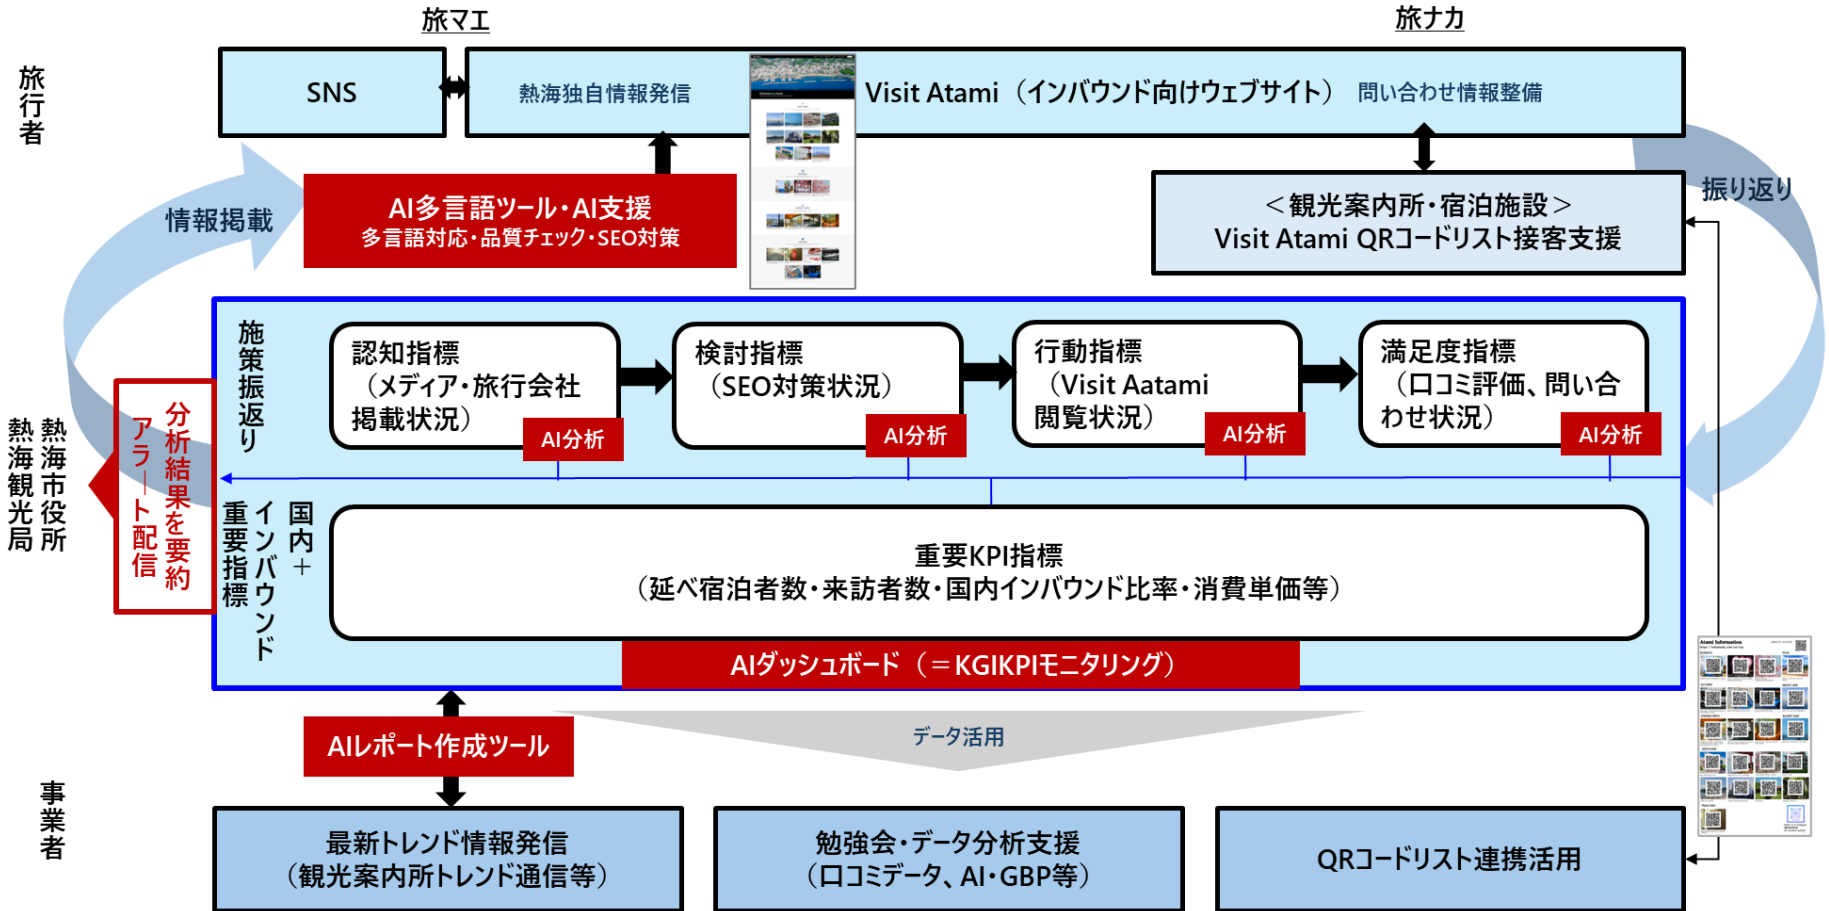 旅マエ
旅ナカ
旅行者
SNS
熱海独自情報発信
Visit Atami（インバウンド向けウェブサイト）
問い合わせ情報整備
情報掲載
AI多言語ツール・AI支援
多言語対応・品質チェック・SEO対策
＜観光案内所・宿泊施設＞
Visit Atami QRコードリスト接客支援
振り返り
熱海市役所
熱海観光局
分析結果を要約
アラート配信
施策振返り
認知指標
（メディア・旅行会社
掲載状況）
AI分析
検討指標
（SEO対策状況）
AI分析
行動指標
（Visit Aatami
閲覧状況）
AI分析
満足度指標
（口コミ評価、問い合
わせ状況）
AI分析
国内＋
インバウンド
重要指標
重要KPI指標
（延べ宿泊者数・来訪者数・国内インバウンド比率・消費単価等）
AIダッシュボード（＝KGIKPIモニタリング）
AIレポート作成ツール
データ活用
Atami Information
事業者
最新トレンド情報発信
（観光案内所トレンド通信等）
勉強会・データ分析支援
（口コミデータ、AI・GBP等）
QRコードリスト連携活用